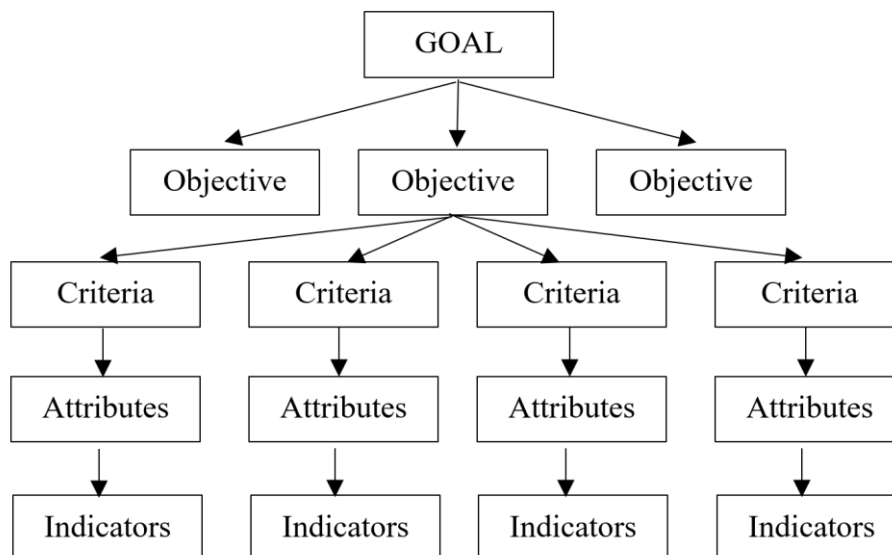 GOAL
Objective
Objective
Objective
Criteria
Criteria
Criteria
Criteria
Attributes
Attributes
Attributes
Attributes
Indicators
Indicators
Indicators
Indicators